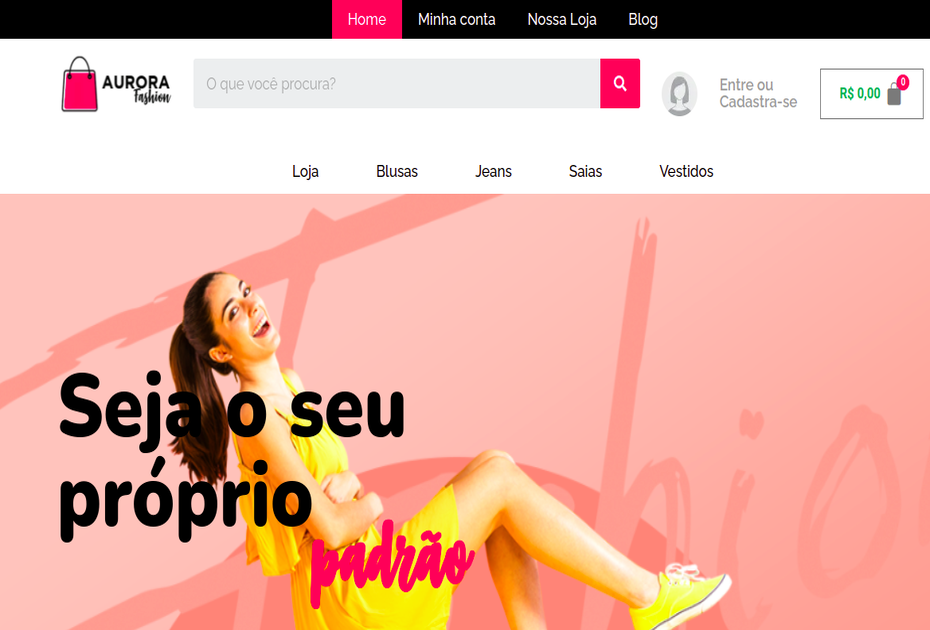 Home Minha conta Nossa Loja Blog
AURORA
Fashion
O que você procura?
Entre ou
Cadastra-se
R$ 0,00 0
Loja Blusas Jeans Saias Vestidos
Seja o seu
próprio
padrão